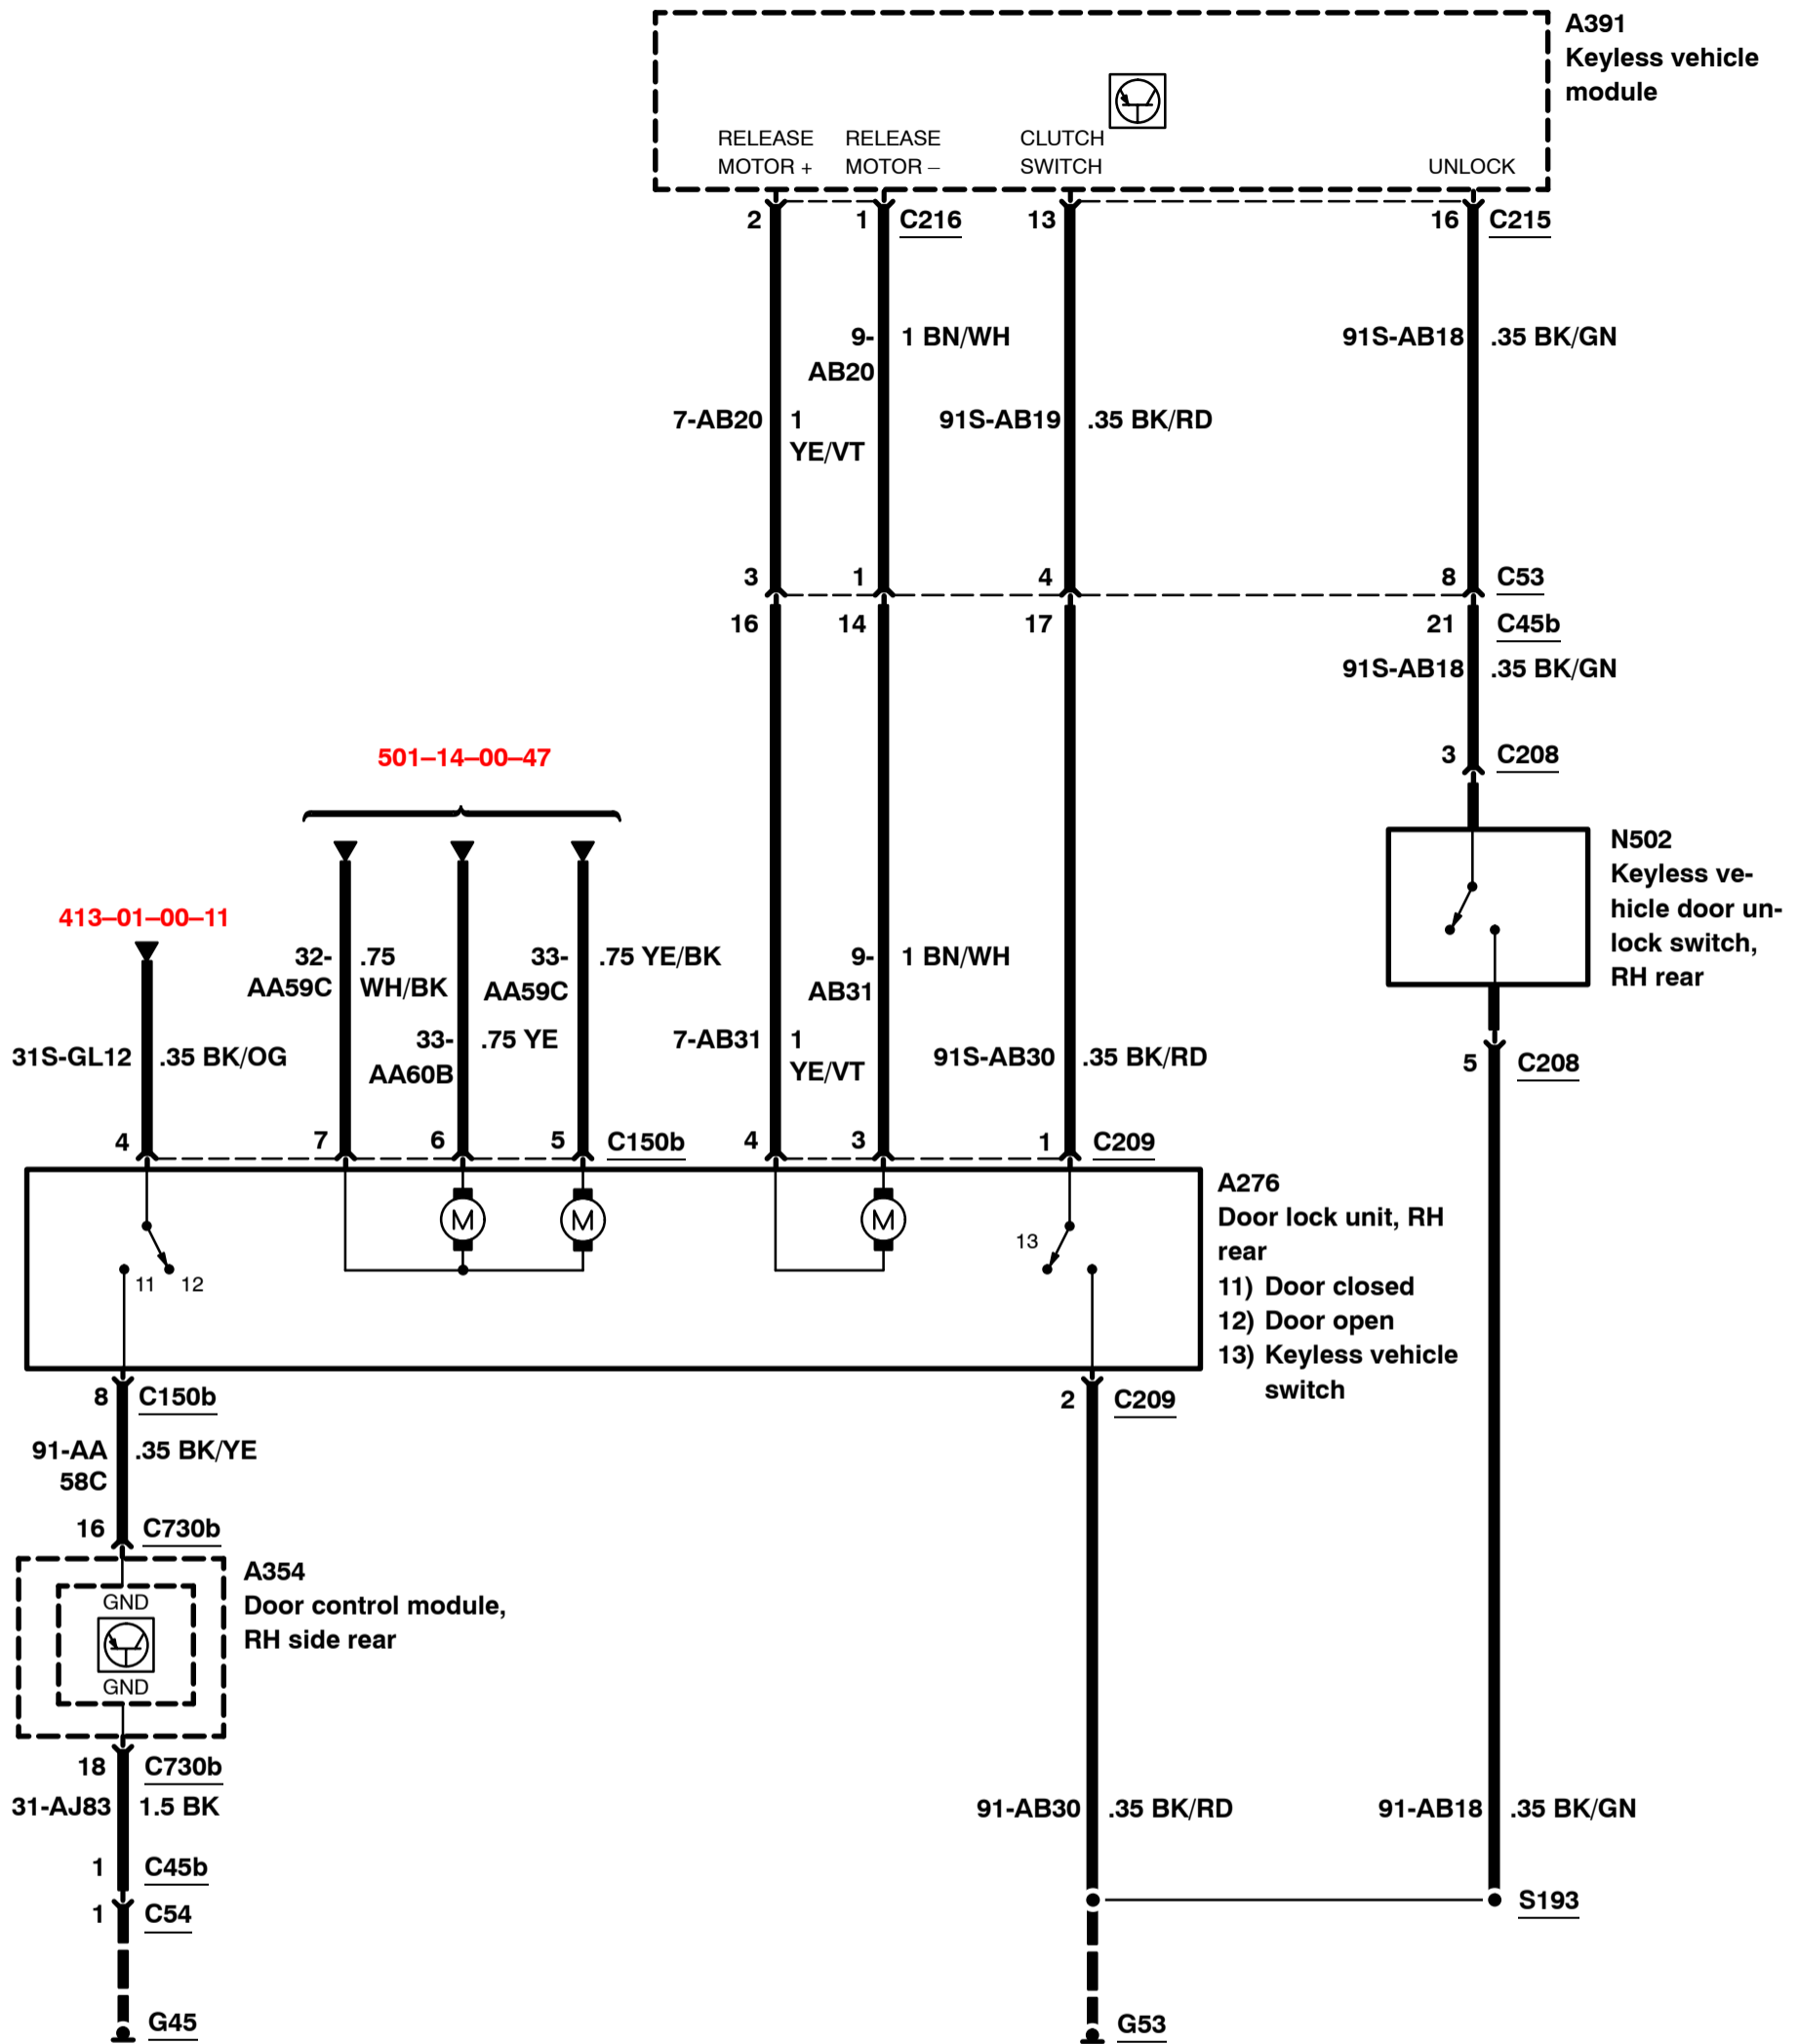 A391
Keyless vehicle
module
RELEASE
MOTOR +
RELEASE
MOTOR –
CLUTCH
SWITCH
UNLOCK
2
1
C216
13
16
C215
9-
AB20
1 BN/WH
91S-AB18
.35 BK/GN
7-AB20
1
YE/VT
91S-AB19
.35 BK/RD
3
1
4
8
C53
16
14
17
21
C45b
91S-AB18
.35 BK/GN
3
C208
501–14–00–47
N502
Keyless ve-
hicle door un-
lock switch,
RH rear
413–01–00–11
32-
AA59C
.75
WH/BK
33-
AA59C
.75 YE/BK
9-
AB31
1 BN/WH
31S-GL12
.35 BK/OG
33-
AA60B
.75 YE
7-AB31
1
YE/VT
91S-AB30
.35 BK/RD
5
C208
4
7
6
5
C150b
4
3
1
C209
A276
Door lock unit, RH
rear
11) Door closed
12) Door open
13) Keyless vehicle
switch
M
M
M
13
11
12
8
C150b
2
C209
91-AA
58C
.35 BK/YE
16
C730b
A354
Door control module,
RH side rear
GND
GND
18
C730b
31-AJ83
1.5 BK
91-AB30
.35 BK/RD
91-AB18
.35 BK/GN
1
C45b
1
C54
S193
G45
G53